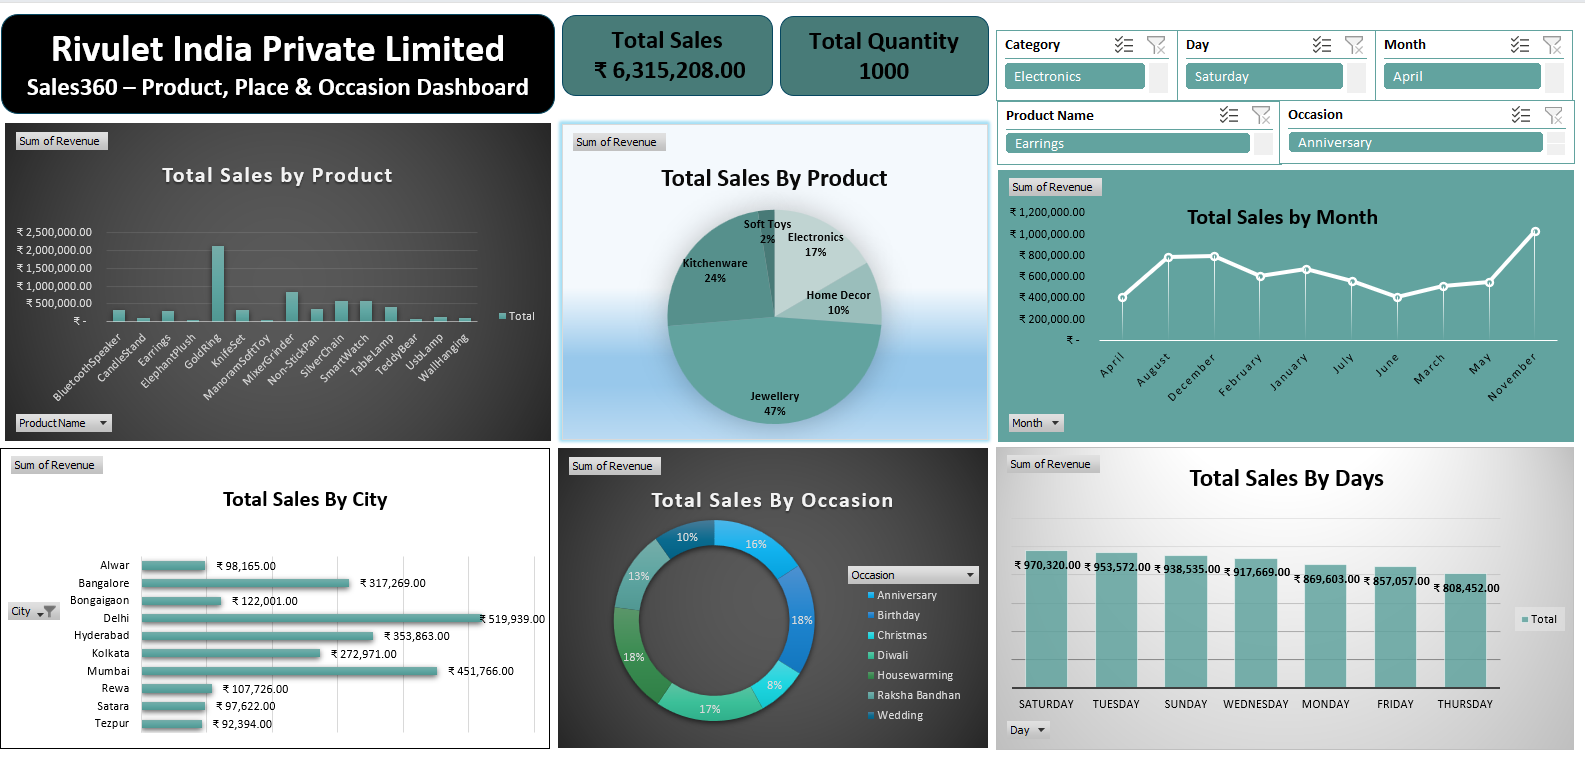 Rivulet India Private Limited
Sales360 – Product, Place & Occasion Dashboard
Total Sales
₹ 6,315,208.00
Total Quantity
1000
Category
Electronics
Day
Saturday
Month
April
Product Name
Earrings
Occasion
Anniversary
Sum of Revenue
Total Sales by Product
₹ 2,500,000.00
₹ 2,000,000.00
₹ 1,500,000.00
₹ 1,000,000.00
₹ 500,000.00
₹ -
BluetoothSpeaker
CandleStand
Earrings
ElephantPlush
GoldRing
KnifeSet
ManoramSoftToy
MixerGrinder
Non-StickPan
SilverChain
SmartWatch
TableLamp
TeddyBear
UsbLamp
WallHanging
Total
ProductName
Sum of Revenue
Total Sales By Product
Soft Toys
2%
Electronics
17%
Kitchenware
24%
Home Decor
10%
Jewellery
47%
Sum of Revenue
Total Sales by Month
₹ 1,200,000.00
₹ 1,000,000.00
₹ 800,000.00
₹ 600,000.00
₹ 400,000.00
₹ 200,000.00
₹ -
April
August
December
February
January
July
June
March
May
November
Month
Sum of Revenue
Total Sales By City
City
Alwar ₹ 98,165.00
Bangalore ₹ 317,269.00
Bongaigaon ₹ 122,001.00
Delhi ₹ 519,939.00
Hyderabad ₹ 353,863.00
Kolkata ₹ 272,971.00
Mumbai ₹ 451,766.00
Rewa ₹ 107,726.00
Satara ₹ 97,622.00
Tezpur ₹ 92,394.00
Sum of Revenue
Total Sales By Occasion
10%
16%
13%
18%
18%
8%
17%
Occasion
Anniversary
Birthday
Christmas
Diwali
Housewarming
Raksha Bandhan
Wedding
Sum of Revenue
Total Sales By Days
₹ 970,320.00 ₹ 953,572.00 ₹ 938,535.00 ₹ 917,669.00 ₹ 869,603.00 ₹ 857,057.00 ₹ 808,452.00
Total
SATURDAY TUESDAY SUNDAY WEDNESDAY MONDAY FRIDAY THURSDAY
Day